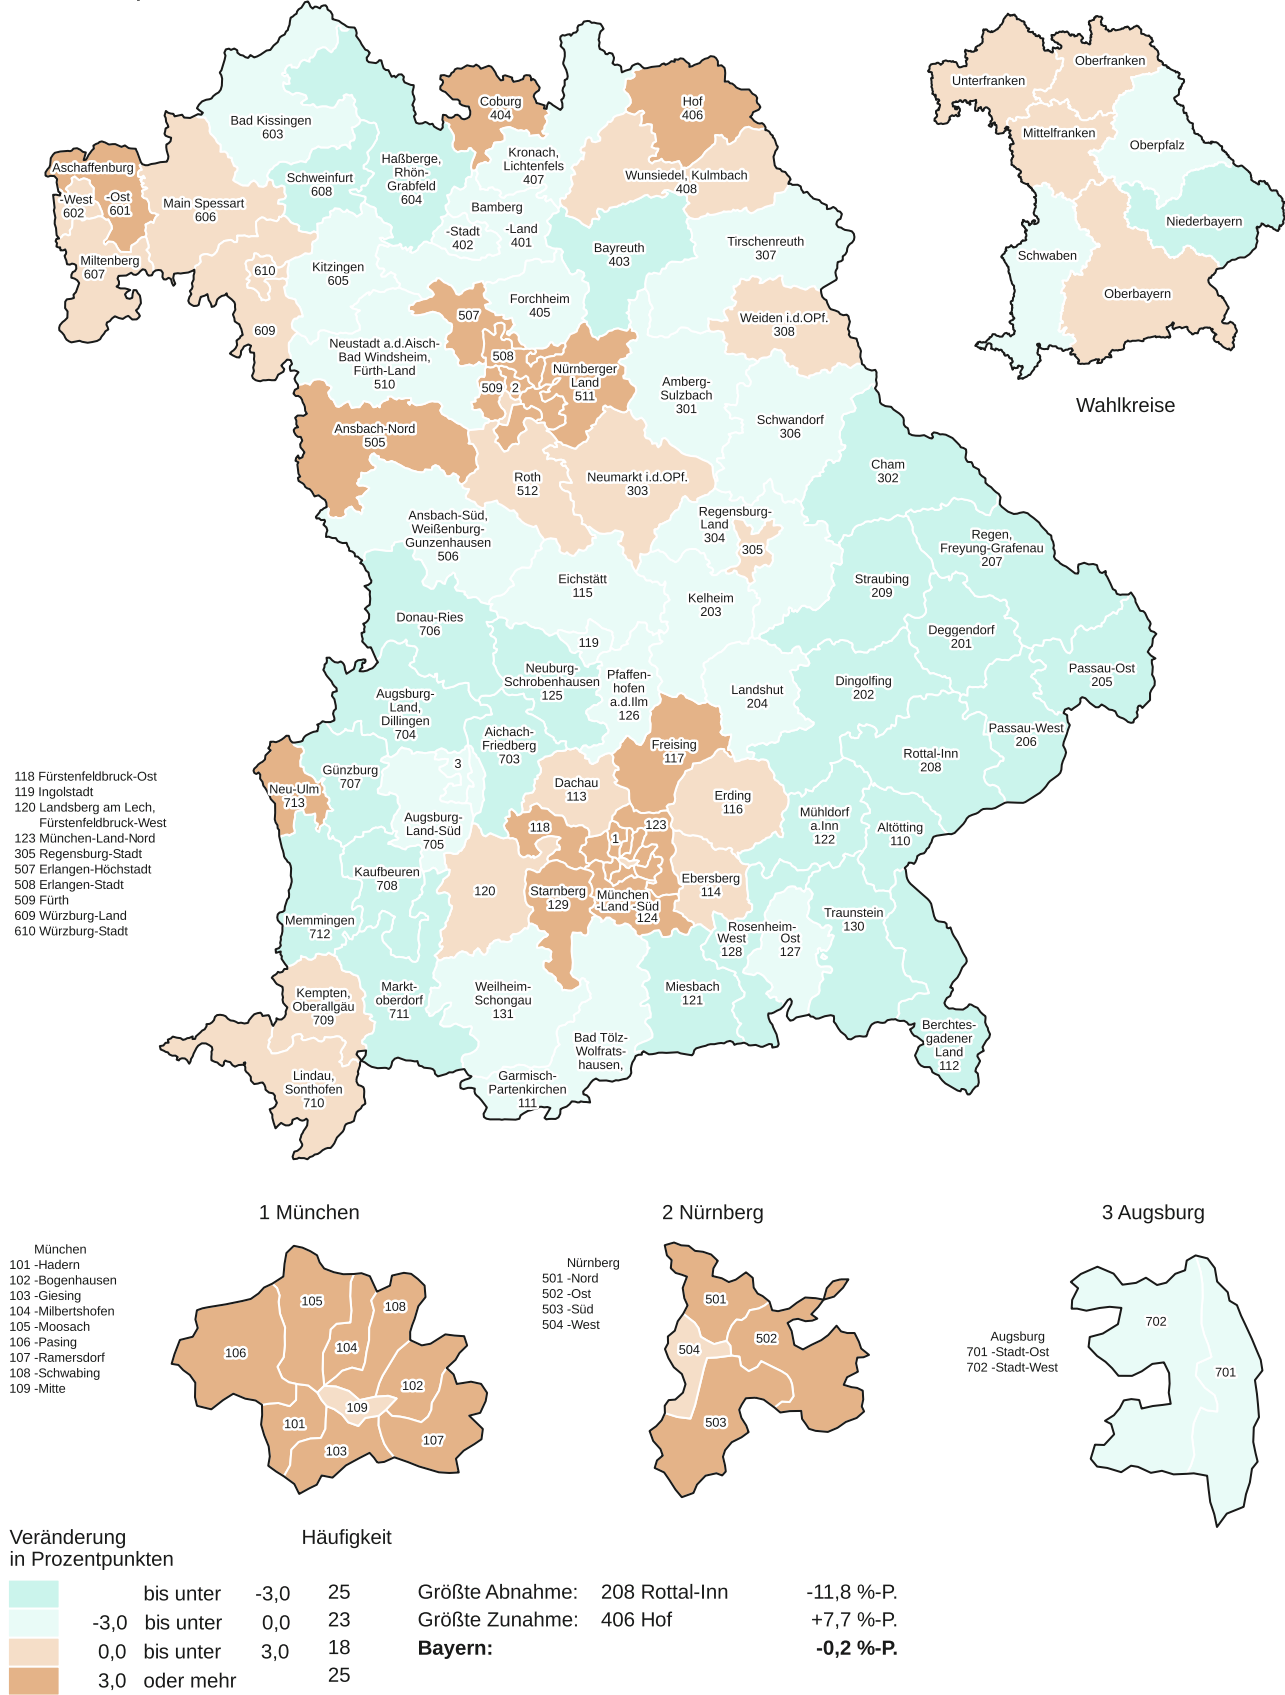 Unterfranken
Oberfranken
Mittelfranken
Oberpfalz
Niederbayern
Schwaben
Oberbayern
Wahlkreise
Coburg
404
Hof
406
Bad Kissingen
603
Haßberge,
Rhön-
Grabfeld
604
Kronach,
Lichtenfels
407
Aschaffenburg
-West
602
-Ost
601
Schweinfurt
608
Wunsiedel, Kulmbach
408
Main Spessart
606
Bamberg
-Stadt
402
-Land
401
Bayreuth
403
Tirschenreuth
307
Miltenberg
607
610
Kitzingen
605
Forchheim
405
507
609
Weiden i.d.OPf.
308
Neustadt a.d.Aisch-
Bad Windsheim,
Fürth-Land
510
508
509
2
Nürnberger
Land
511
Amberg-
Sulzbach
301
Schwandorf
306
Ansbach-Nord
505
Cham
302
Roth
512
Neumarkt i.d.OPf.
303
Regensburg-
Land
304
305
Ansbach-Süd,
Weißenburg-
Gunzenhausen
506
Regen,
Freyung-Grafenau
207
Eichstätt
115
Straubing
209
Kelheim
203
Donau-Ries
706
Deggendorf
201
119
Neuburg-
Schrobenhausen
125
Pfaffen-
hofen
a.d.Ilm
126
Landshut
204
Dingolfing
202
Passau-Ost
205
Augsburg-
Land,
Dillingen
704
Aichach-
Friedberg
703
Passau-West
206
Freising
117
Rottal-Inn
208
3
Günzburg
707
Neu-Ulm
713
Dachau
113
Erding
116
Mühldorf
a.Inn
122
Altötting
110
Augsburg-
Land-Süd
705
118
1
123
118 Fürstenfeldbruck-Ost
119 Ingolstadt
120 Landsberg am Lech,
Fürstenfeldbruck-West
123 München-Land-Nord
305 Regensburg-Stadt
507 Erlangen-Höchstadt
508 Erlangen-Stadt
509 Fürth
609 Würzburg-Land
610 Würzburg-Stadt
Kaufbeuren
708
120
Starnberg
129
München
-Land -Süd
124
Ebersberg
114
Memmingen
712
Rosenheim-
West
128
Ost
127
Traunstein
130
Kempten,
Oberallgäu
709
Markt-
oberdorf
711
Weilheim-
Schongau
131
Miesbach
121
Bad Tölz-
Wolfrats-
hausen,
Garmisch-
Partenkirchen
111
Berchtes-
gadener
Land
112
Lindau,
Sonthofen
710
1 München
München
101 -Hadern
102 -Bogenhausen
103 -Giesing
104 -Milbertshofen
105 -Moosach
106 -Pasing
107 -Ramersdorf
108 -Schwabing
109 -Mitte
105
108
106
104
102
109
101
103
107
2 Nürnberg
Nürnberg
501 -Nord
502 -Ost
503 -Süd
504 -West
501
502
504
503
3 Augsburg
Augsburg
701 -Stadt-Ost
702 -Stadt-West
702
701
Veränderung
in Prozentpunkten
Häufigkeit
bis unter -3,0 25
-3,0 bis unter 0,0 23
0,0 bis unter 3,0 18
3,0 oder mehr 25
Größte Abnahme: 208 Rottal-Inn -11,8 %-P.
Größte Zunahme: 406 Hof +7,7 %-P.
Bayern: -0,2 %-P.